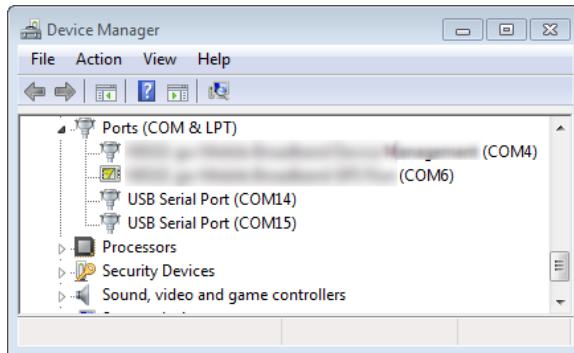 Device Manager
File Action View Help
Ports (COM & LPT)
(COM4)
(COM6)
USB Serial Port (COM14)
USB Serial Port (COM15)
Processors
Security Devices
Sound, video and game controllers